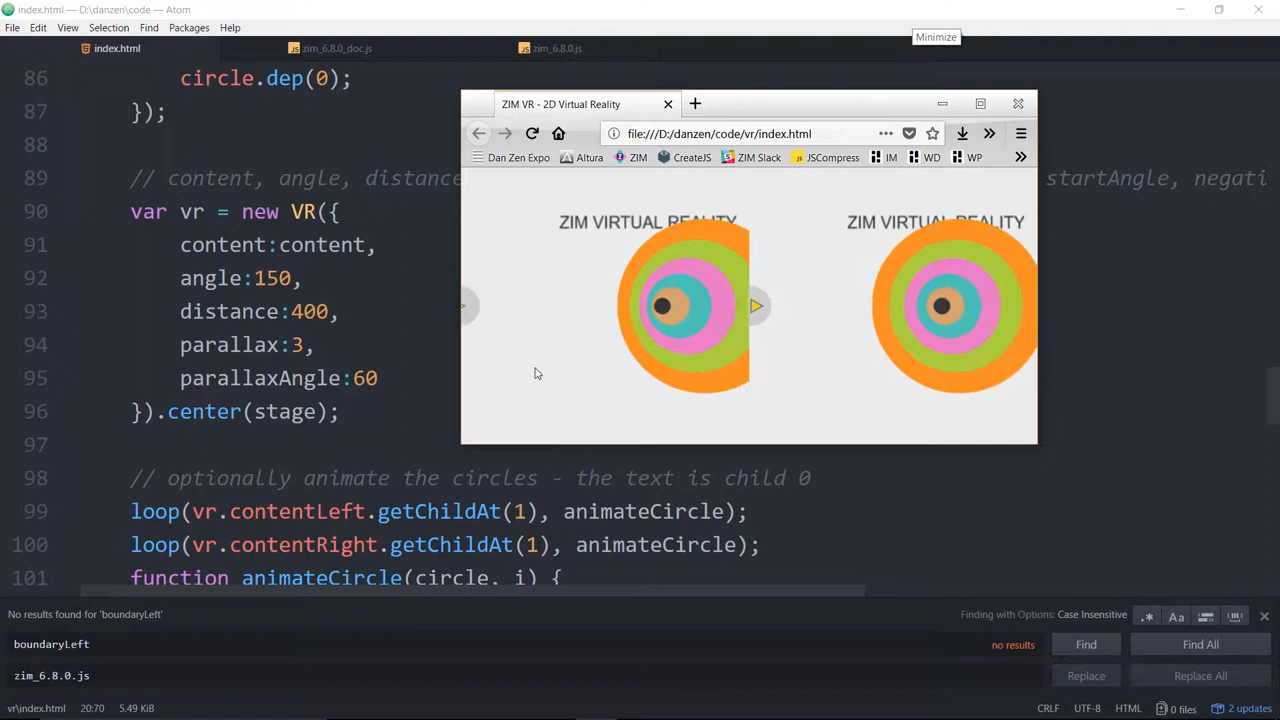 index.html — D:\danzen\code — Atom
File Edit View Selection Find Packages Help
Minimize
index.html zim_6.8.0_doc.js zim_6.8.0.js
86 circle.dep(0);
87 });
88
89 // content, angle, distance startAngle, negati
90 var vr = new VR({
91 content:content,
92 angle:150,
93 distance:400,
94 parallax:3,
95 parallaxAngle:60
96 }).center(stage);
97
98 // optionally animate the circles - the text is child 0
99 loop(vr.contentLeft.getChildAt(1), animateCircle);
100 loop(vr.contentRight.getChildAt(1), animateCircle);
101 function animateCircle(circle, i) {
ZIM VR - 2D Virtual Reality
file:///D:/danzen/code/vr/index.html
Dan Zen Expo Altura ZIM CreateJS ZIM Slack JSCompress IM WD WP
ZIM VIRTUAL REALITY ZIM VIRTUAL REALITY
No results found for 'boundaryLeft' Finding with Options: Case Insensitive
boundaryLeft no results Find Find All
zim_6.8.0.js Replace Replace All
vr\index.html 20:70 5.49 KiB CRLF UTF-8 HTML 0 files 2 updates